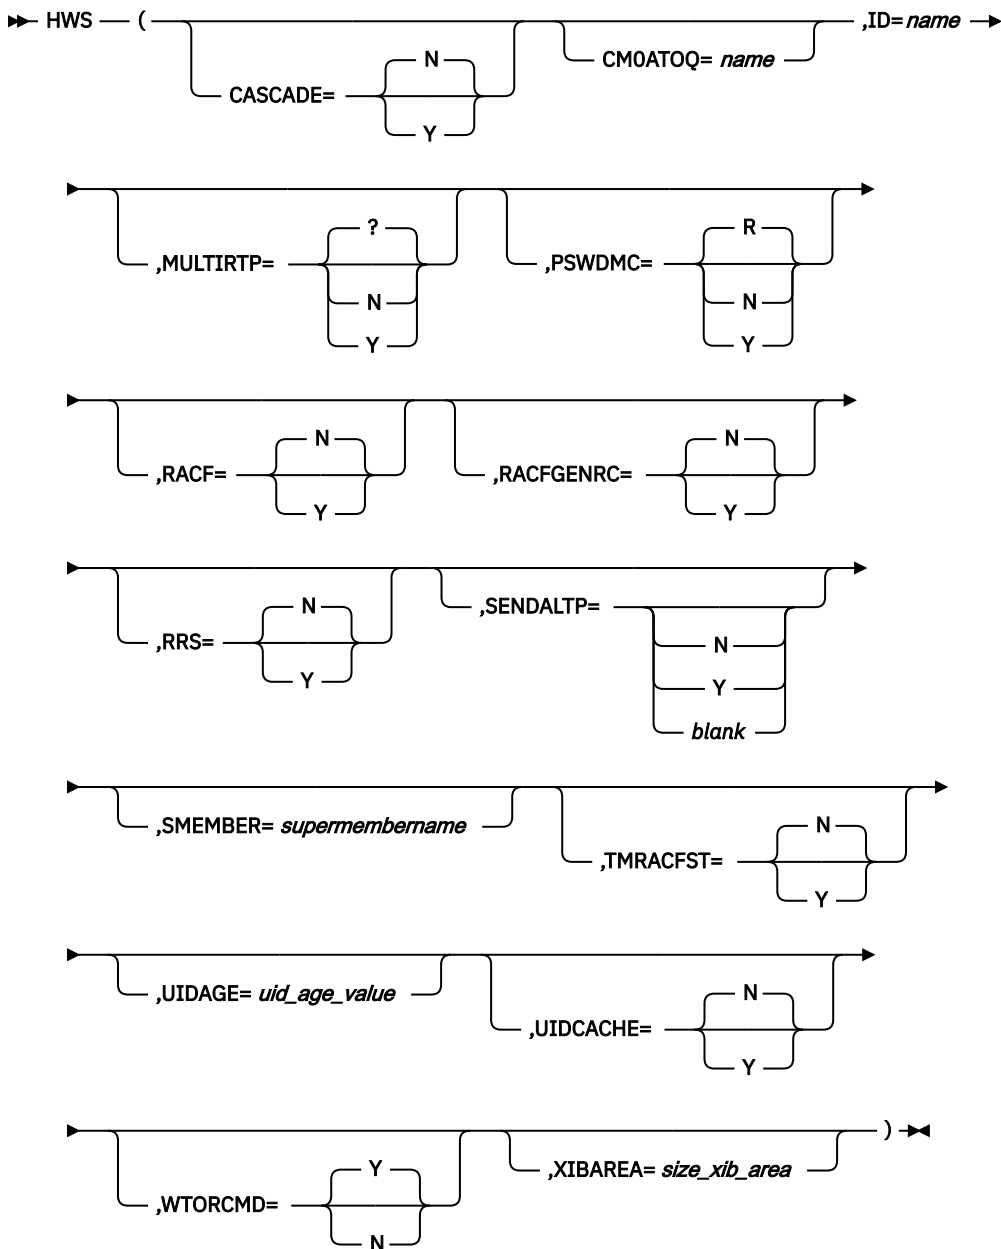 HWS ( ,ID= name
N
CASCADE=
Y
CM0ATOQ= name
?
,MULTIRTP=
N
Y
R
,PSWDMC=
N
Y
N
,RACF=
Y
N
,RACFGENRC=
Y
N
,RRS=
Y
,SENDALTP=
N
Y
blank
,SMEMBER= supermembername
N
,TMRACFST=
Y
,UIDAGE= uid_age_value
N
,UIDCACHE=
Y
Y
,WTORCMD=
N
,XIBAREA= size_xib_area
)